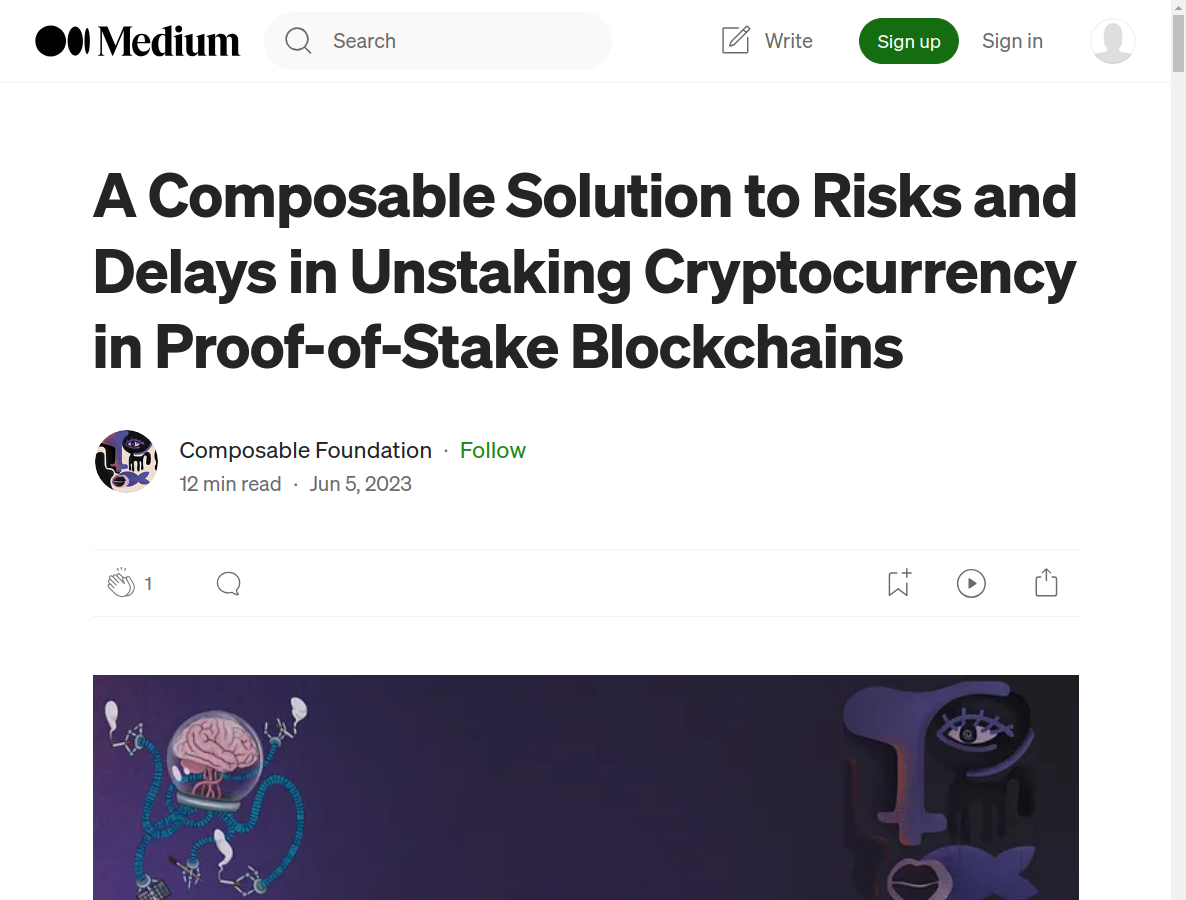 Medium
Search
Write
Sign up
Sign in
A Composable Solution to Risks and
Delays in Unstaking Cryptocurrency
in Proof-of-Stake Blockchains
Composable Foundation · Follow
12 min read · Jun 5, 2023
1